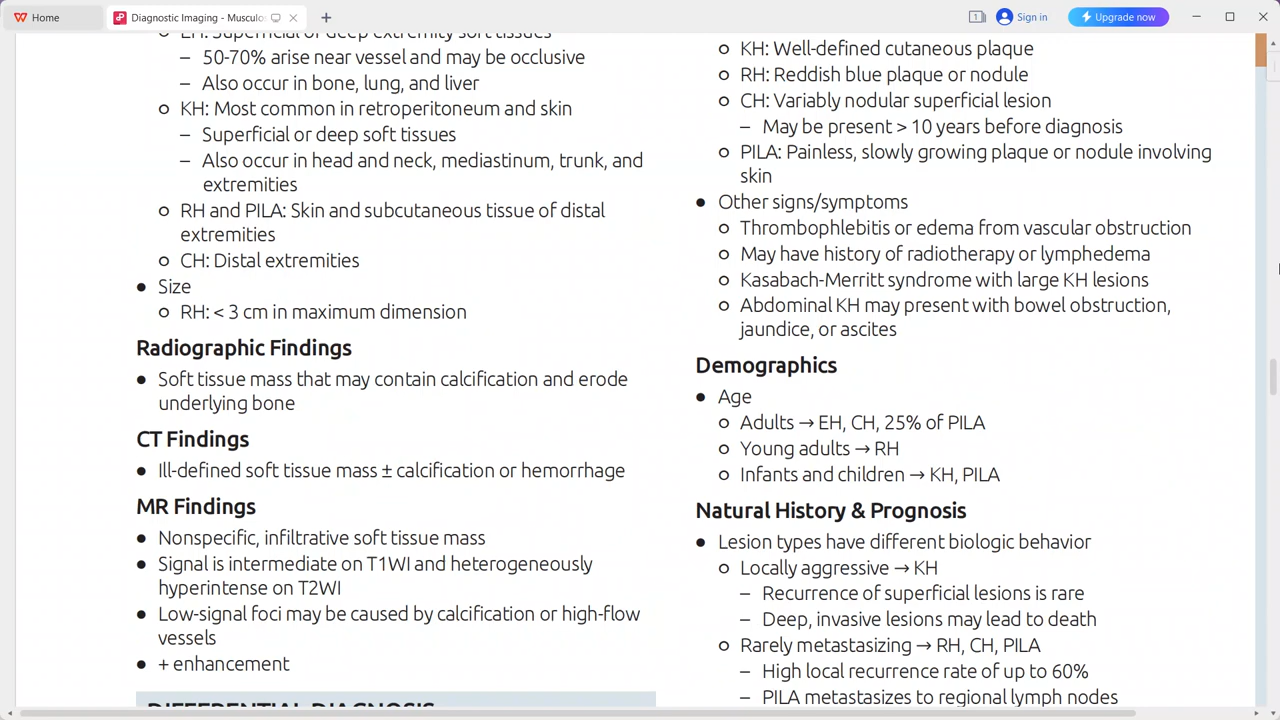 Home
Diagnostic Imaging - Musculos
1
Sign in
Upgrade now
EH: Superficial or deep extremity soft tissues
– 50-70% arise near vessel and may be occlusive
– Also occur in bone, lung, and liver
o KH: Most common in retroperitoneum and skin
– Superficial or deep soft tissues
– Also occur in head and neck, mediastinum, trunk, and
extremities
o RH and PILA: Skin and subcutaneous tissue of distal
extremities
o CH: Distal extremities
● Size
o RH: < 3 cm in maximum dimension
Radiographic Findings
● Soft tissue mass that may contain calcification and erode
underlying bone
CT Findings
● Ill-defined soft tissue mass ± calcification or hemorrhage
MR Findings
● Nonspecific, infiltrative soft tissue mass
● Signal is intermediate on T1WI and heterogeneously
hyperintense on T2WI
● Low-signal foci may be caused by calcification or high-flow
vessels
● + enhancement
DIFFERENTIAL DIAGNOSIS
o KH: Well-defined cutaneous plaque
o RH: Reddish blue plaque or nodule
o CH: Variably nodular superficial lesion
– May be present > 10 years before diagnosis
o PILA: Painless, slowly growing plaque or nodule involving
skin
● Other signs/symptoms
o Thrombophlebitis or edema from vascular obstruction
o May have history of radiotherapy or lymphedema
o Kasabach-Merritt syndrome with large KH lesions
o Abdominal KH may present with bowel obstruction,
jaundice, or ascites
Demographics
● Age
o Adults → EH, CH, 25% of PILA
o Young adults → RH
o Infants and children → KH, PILA
Natural History & Prognosis
● Lesion types have different biologic behavior
o Locally aggressive → KH
– Recurrence of superficial lesions is rare
– Deep, invasive lesions may lead to death
o Rarely metastasizing → RH, CH, PILA
– High local recurrence rate of up to 60%
– PILA metastasizes to regional lymph nodes